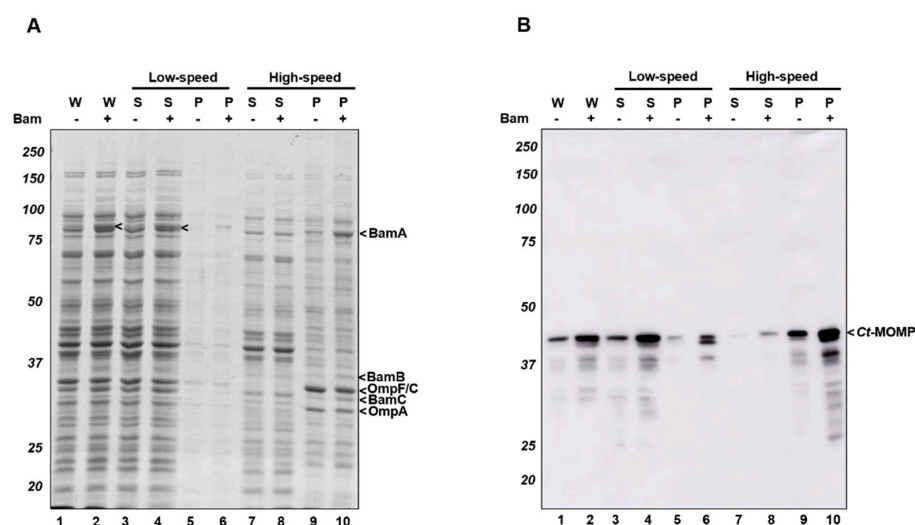 A
Low-speed High-speed
W W S S P P S S P P
Bam - + - + - + - + - +
250
150
100
75
50
37
25
20
<
<
<BamA
<BamB
<OmpF/C
<BamC
<OmpA
1 2 3 4 5 6 7 8 9 10
B
Low-speed High-speed
W W S S P P S S P P
Bam - + - + - + - + - +
250
150
100
75
50
37
25
20
<Ct-MOMP
1 2 3 4 5 6 7 8 9 10